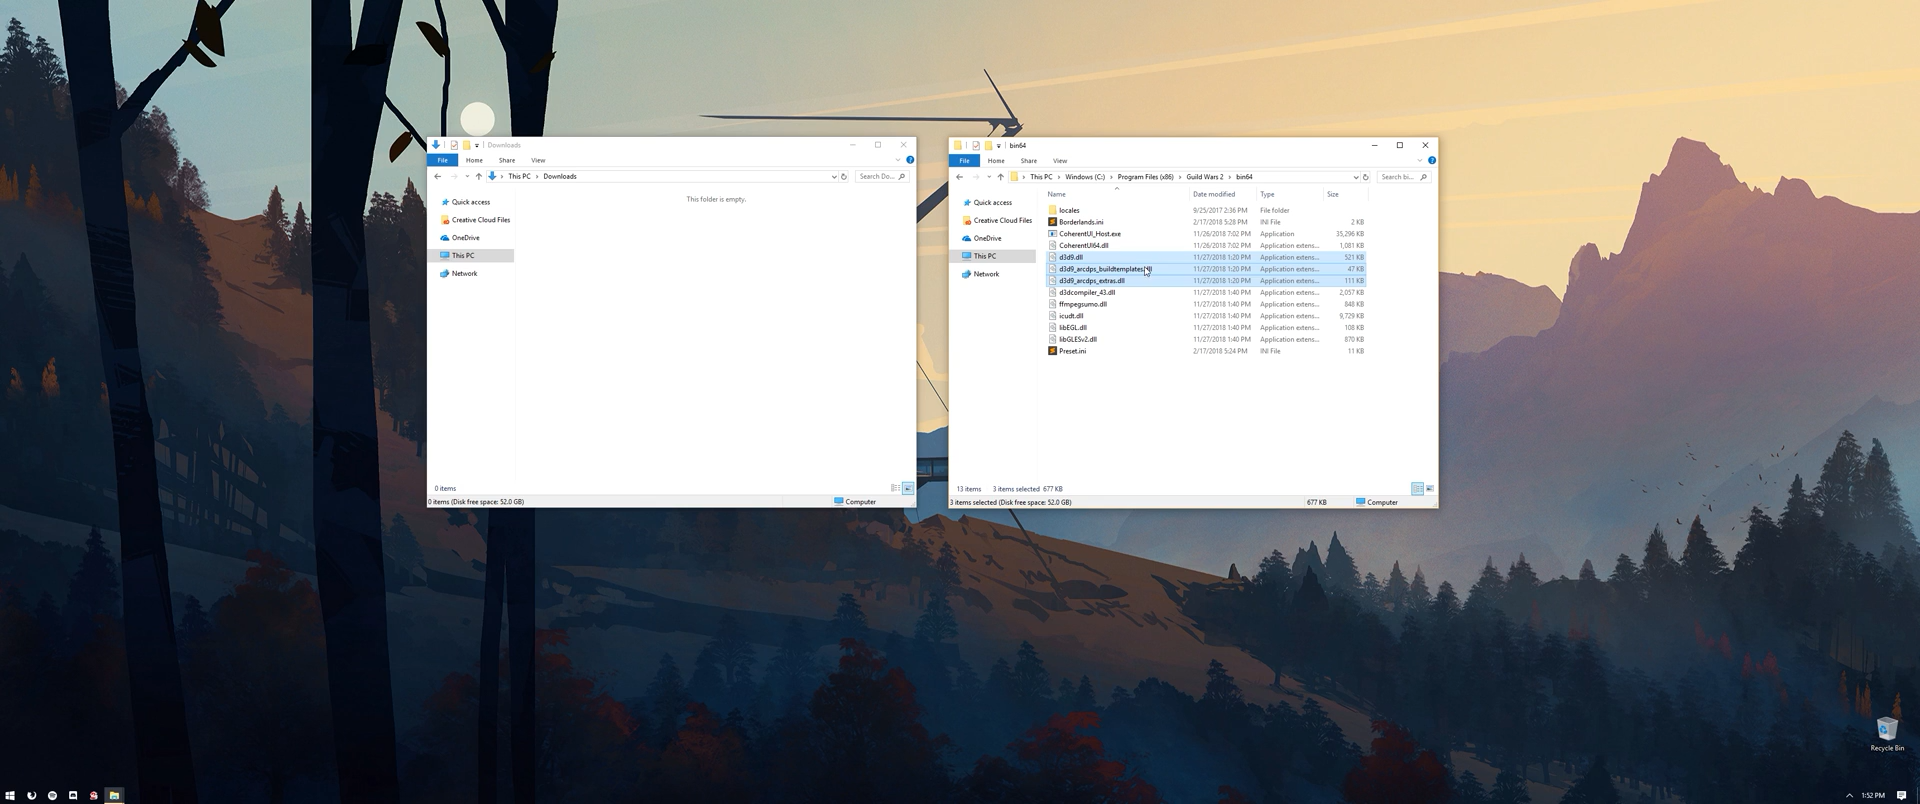 Downloads
File Home Share View
This PC > Downloads
Search Do...
Quick access
Creative Cloud Files
OneDrive
This PC
Network
This folder is empty.
0 items
0 items (Disk free space: 52.0 GB)
Computer
bin64
File Home Share View
This PC > Windows (C:) > Program Files (x86) > Guild Wars 2 > bin64
Search bi...
Quick access
Creative Cloud Files
OneDrive
This PC
Network
Name Date modified Type Size
locales 9/25/2017 2:36 PM File folder
Borderlands.ini 2/17/2018 5:28 PM INI File 2 KB
CoherentUI_Host.exe 11/26/2018 7:02 PM Application 35,296 KB
CoherentUI64.dll 11/26/2018 7:02 PM Application extens... 1,081 KB
d3d9.dll 11/27/2018 1:20 PM Application extens... 521 KB
d3d9_arcdps_buildtemplates.dll 11/27/2018 1:20 PM Application extens... 47 KB
d3d9_arcdps_extras.dll 11/27/2018 1:20 PM Application extens... 111 KB
d3dcompiler_43.dll 11/27/2018 1:40 PM Application extens... 2,057 KB
ffmpegsumo.dll 11/27/2018 1:40 PM Application extens... 848 KB
icudt.dll 11/27/2018 1:40 PM Application extens... 9,729 KB
libEGL.dll 11/27/2018 1:40 PM Application extens... 108 KB
libGLESv2.dll 11/27/2018 1:40 PM Application extens... 870 KB
Preset.ini 2/17/2018 5:24 PM INI File 11 KB
13 items 3 items selected 677 KB
3 items selected (Disk free space: 52.0 GB) 677 KB Computer
Recycle Bin
1:52 PM